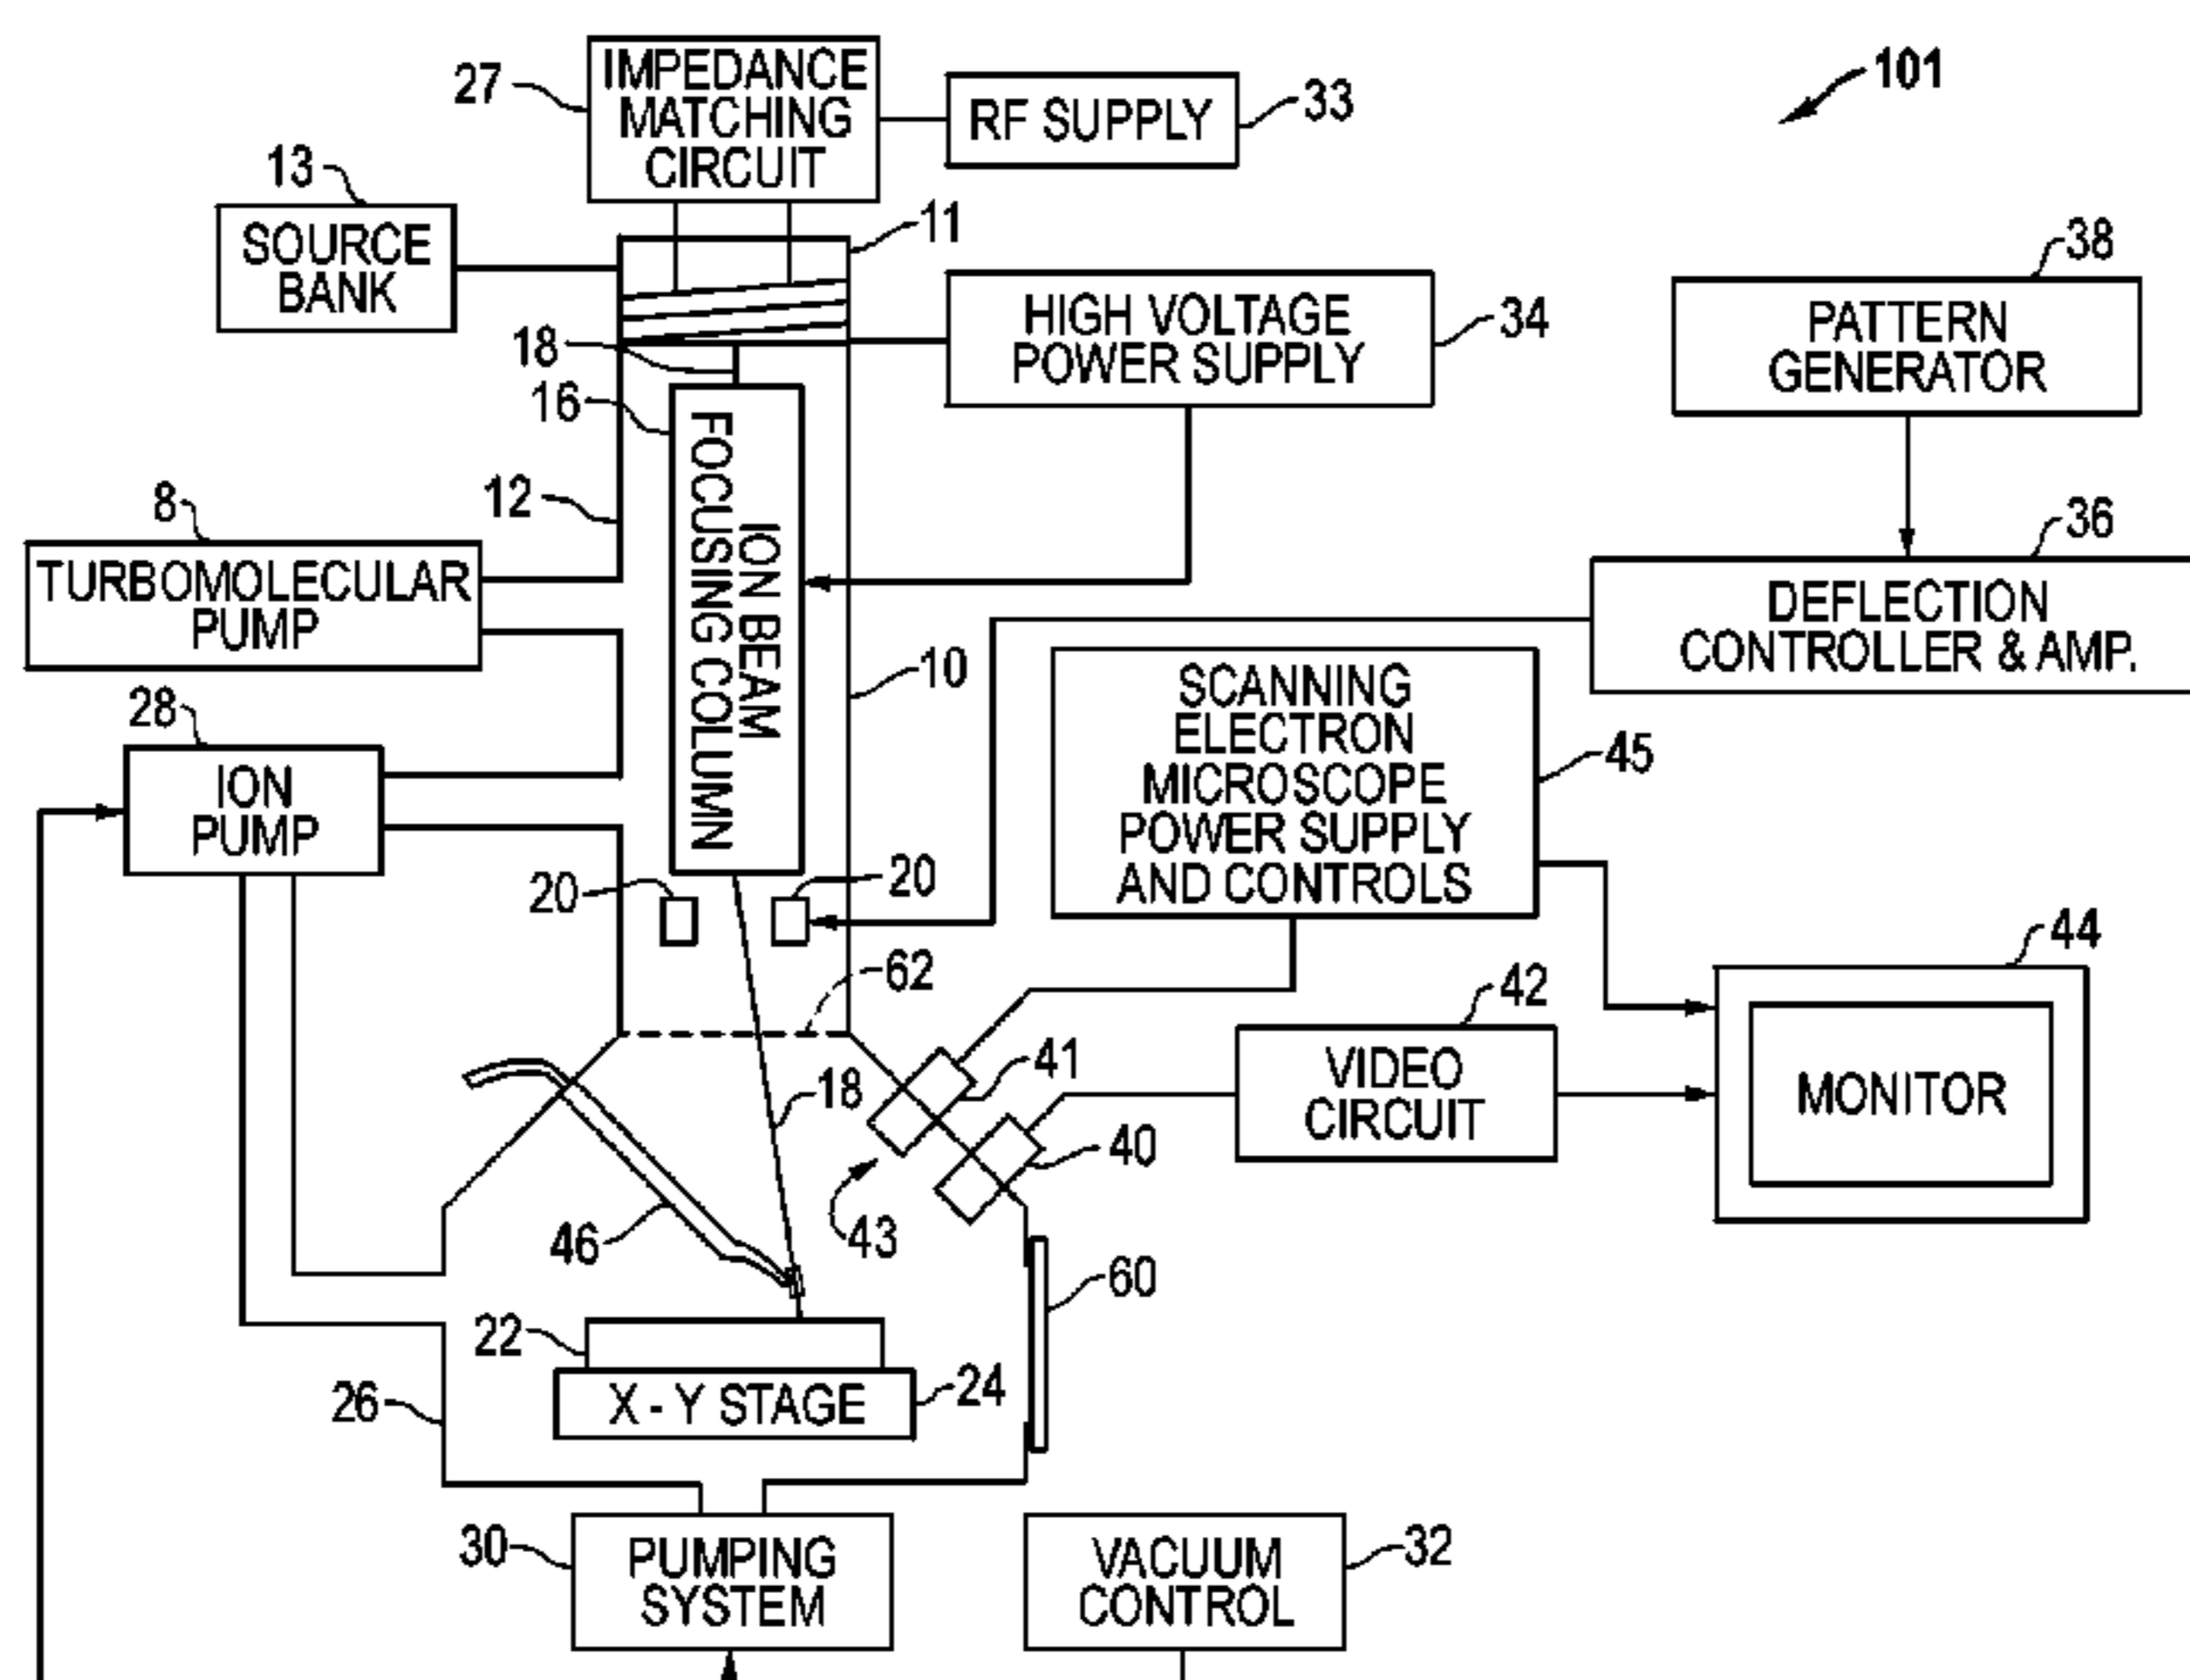 IMPEDANCE
MATCHING
CIRCUIT
27
RF SUPPLY
33
101
13
SOURCE
BANK
11
HIGH VOLTAGE
POWER SUPPLY
34
38
PATTERN
GENERATOR
18
16
ION BEAM
FOCUSING COLUMN
12
8
TURBOMOLECULAR
PUMP
10
36
DEFLECTION
CONTROLLER & AMP.
SCANNING
ELECTRON
MICROSCOPE
POWER SUPPLY
AND CONTROLS
45
28
ION
PUMP
20
20
62
42
VIDEO
CIRCUIT
44
MONITOR
41
18
40
43
46
60
22
X - Y STAGE
24
26
30
PUMPING
SYSTEM
VACUUM
CONTROL
32